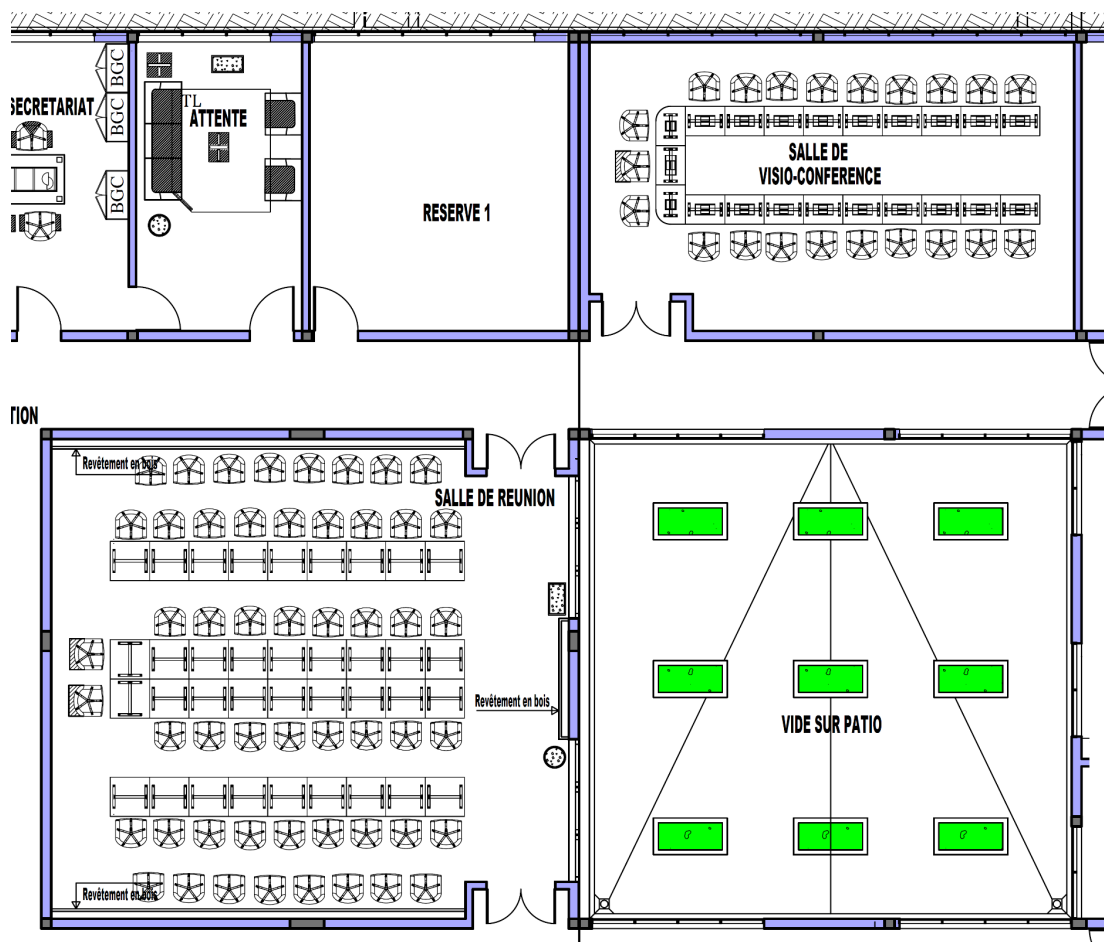 BGC
BGC
BGC
SECRETARIAT
TL
ATTENTE
RESERVE 1
SALLE DE
VISIO-CONFERENCE
TION
Revêtement en bois
SALLE DE REUNION
Revêtement en bois
VIDE SUR PATIO
Revêtement en bois